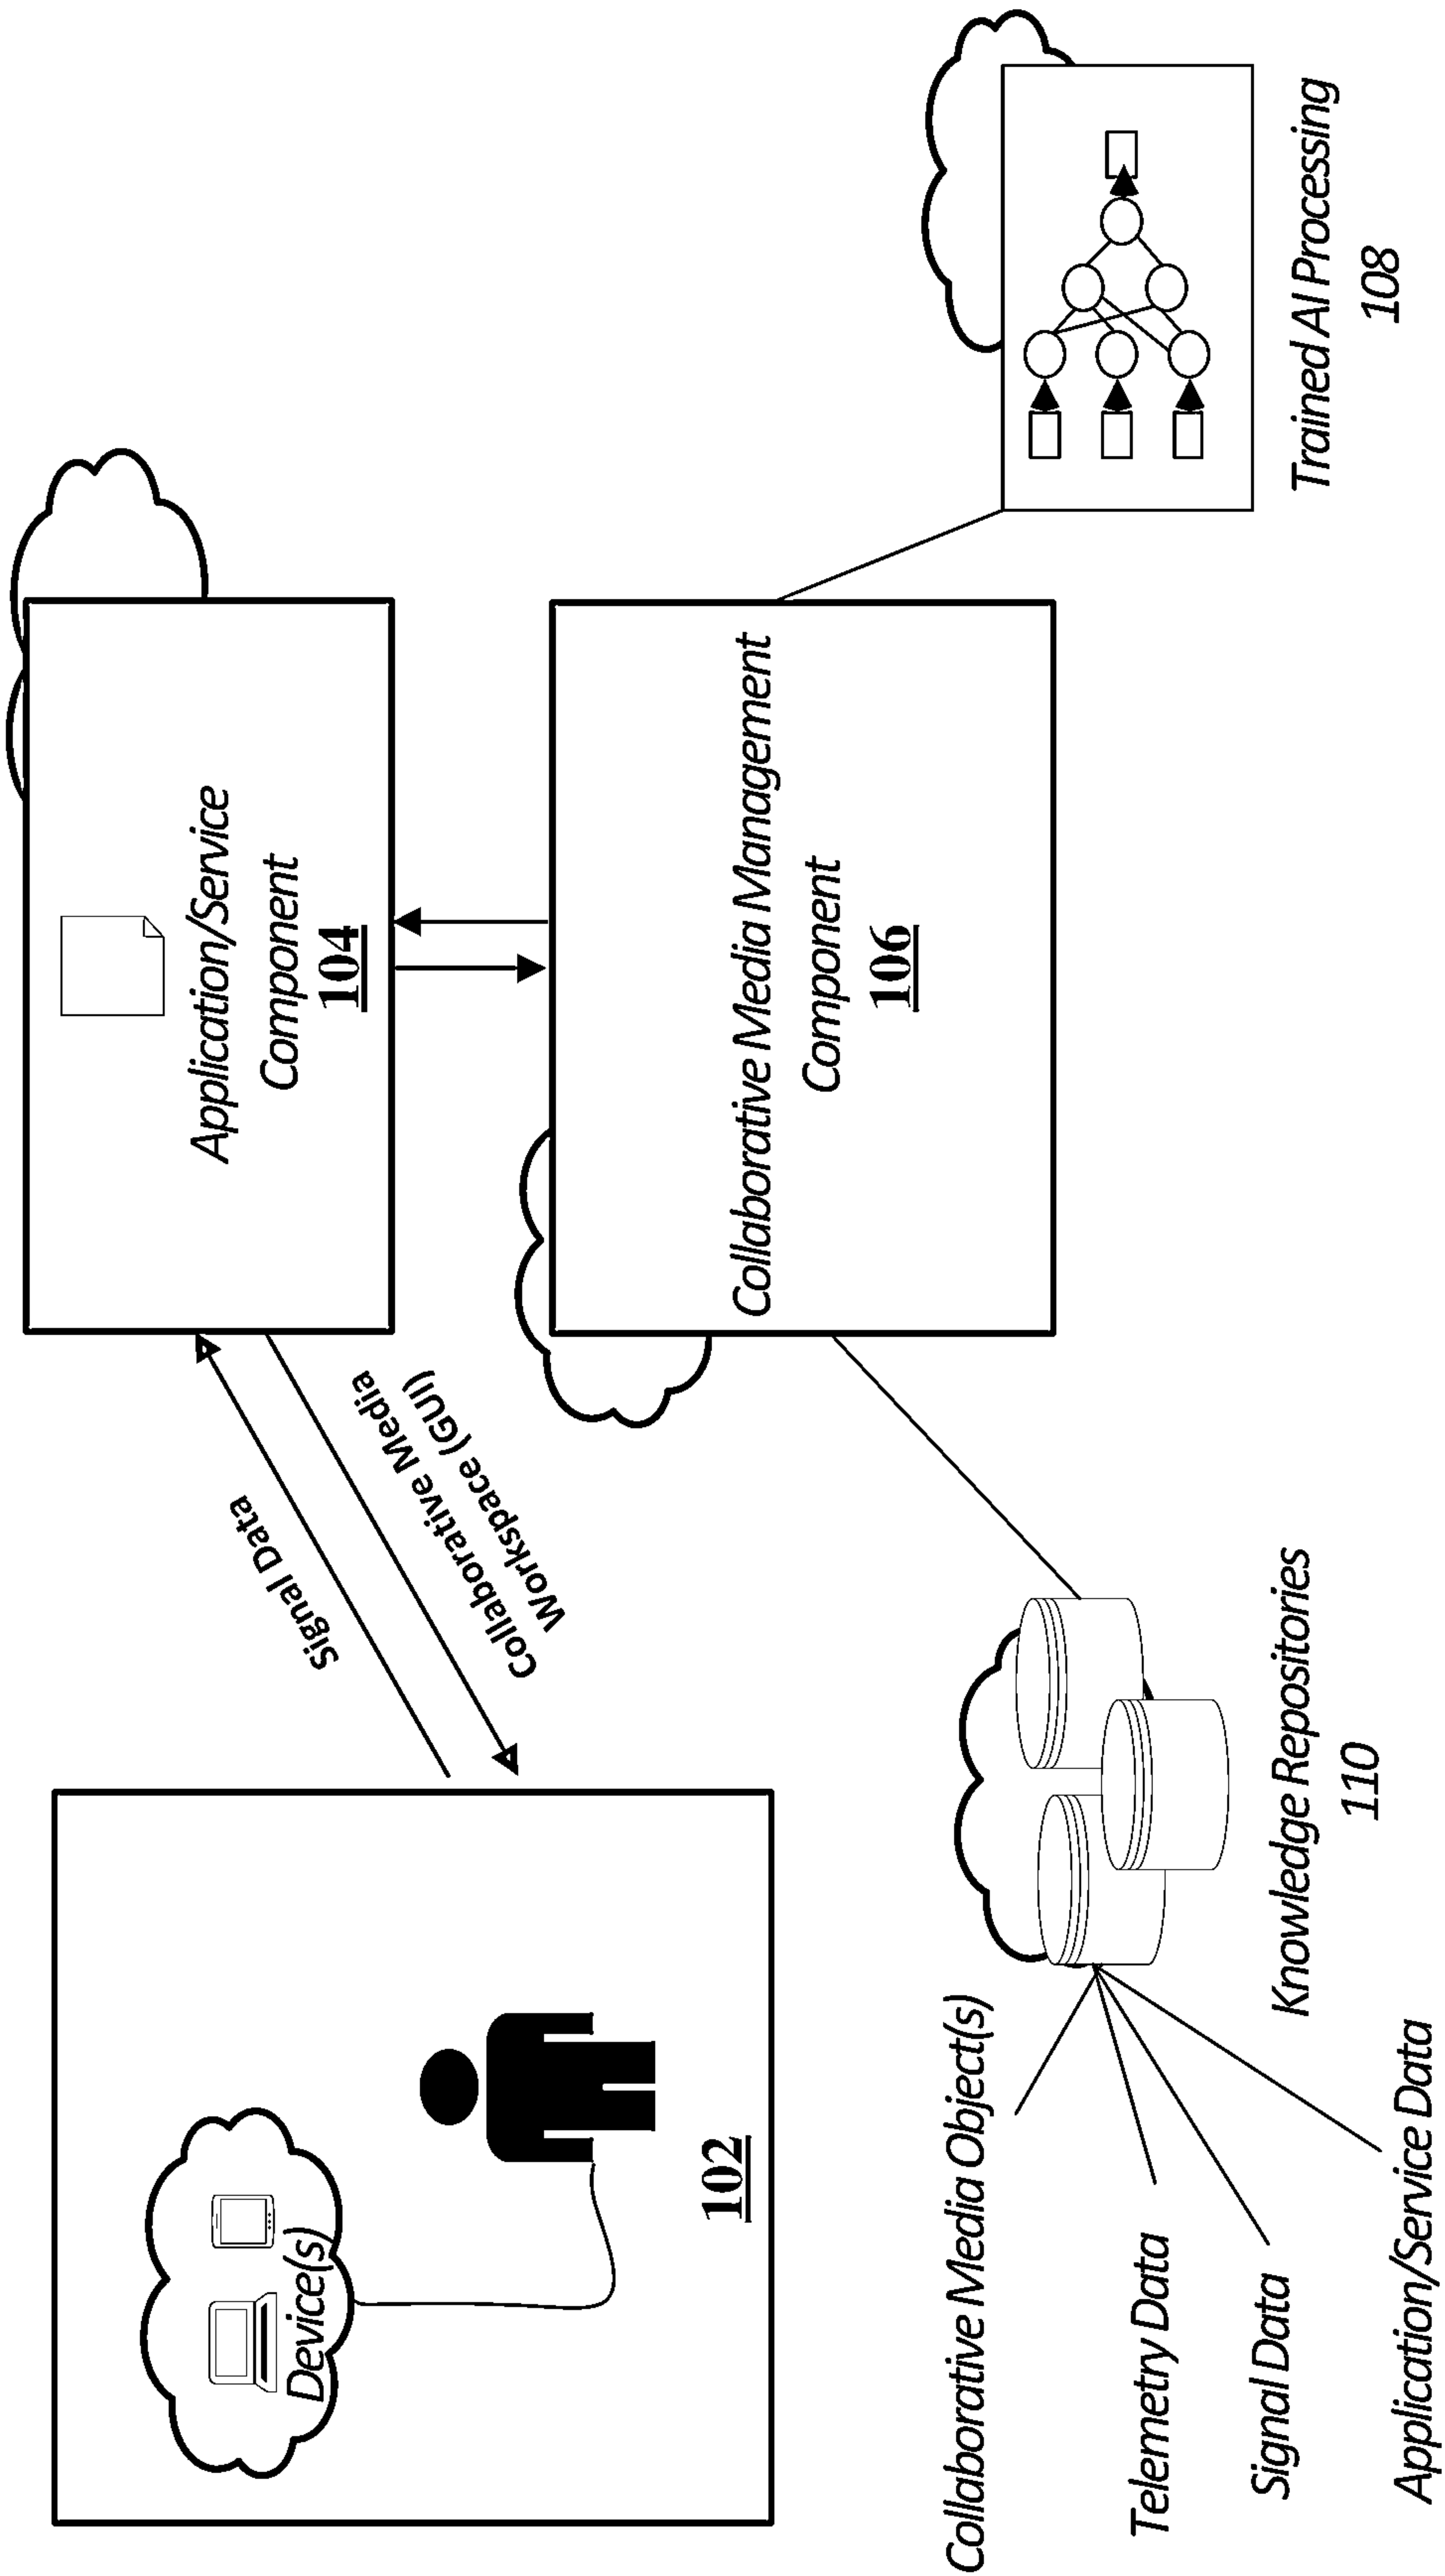 Device(s)
102
Signal Data
Collaborative Media
Workspace (GUI)
Application/Service
Component
104
Collaborative Media Management
Component
106
Collaborative Media Object(s)
Telemetry Data
Signal Data
Application/Service Data
Knowledge Repositories
110
Trained AI Processing
108